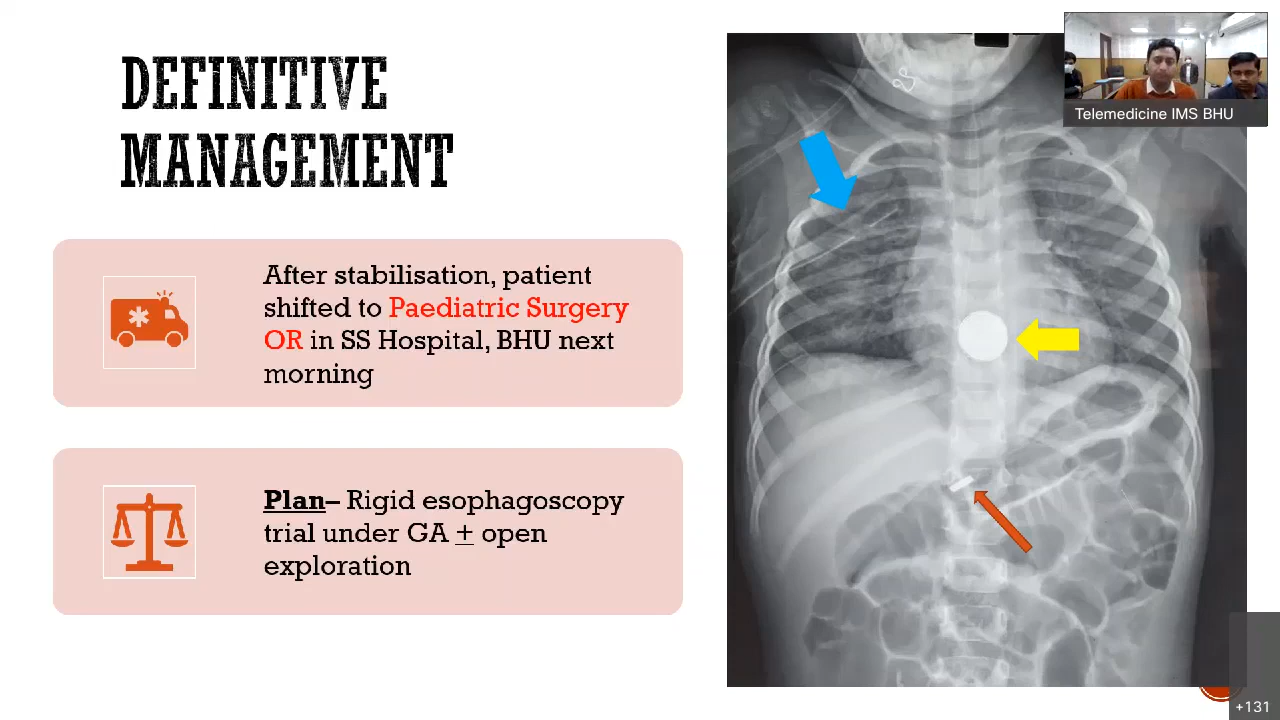 DEFINITIVE
MANAGEMENT
After stabilisation, patient
shifted to Paediatric Surgery
OR in SS Hospital, BHU next
morning
Plan– Rigid esophagoscopy
trial under GA + open
exploration
Telemedicine IMS BHU
+131